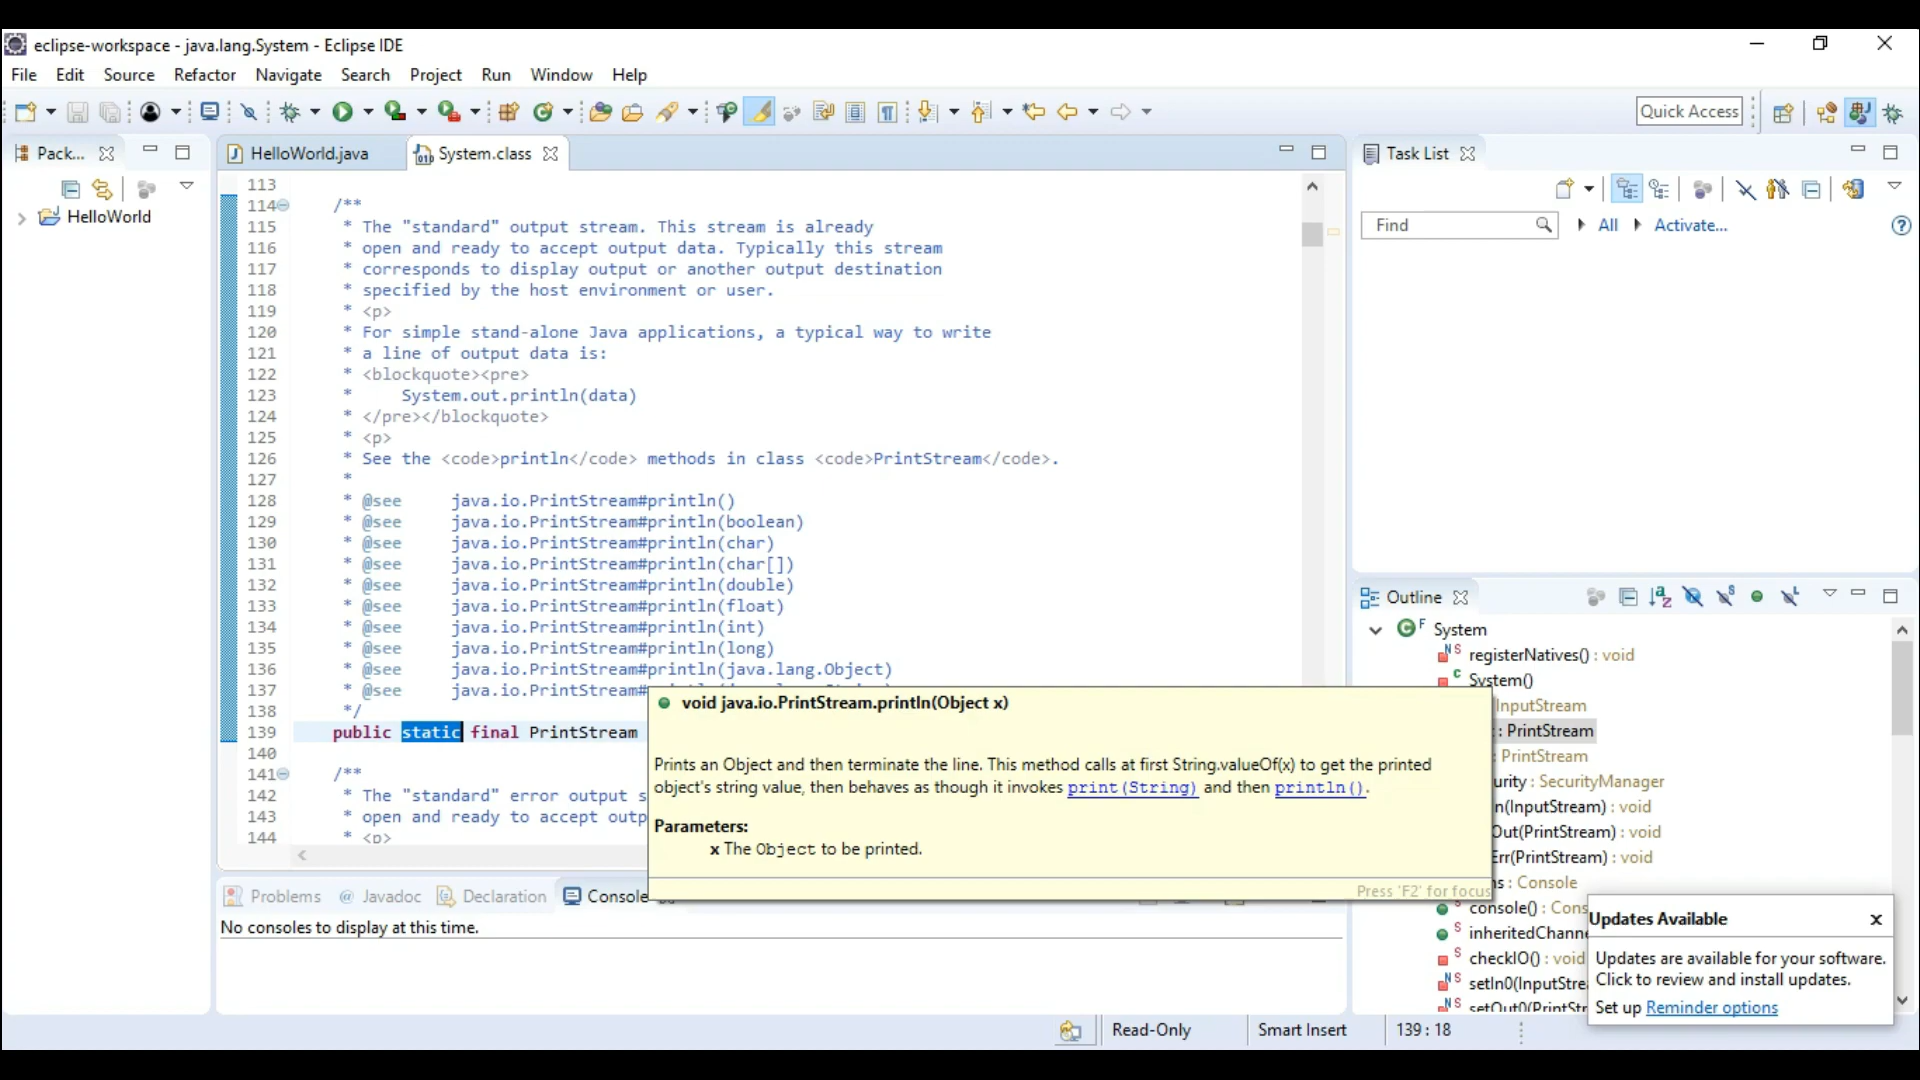 eclipse-workspace - java.lang.System - Eclipse IDE
File Edit Source Refactor Navigate Search Project Run Window Help
Quick Access
Pack...
HelloWorld
HelloWorld.java
System.class
113
114 /**
115 * The "standard" output stream. This stream is already
116 * open and ready to accept output data. Typically this stream
117 * corresponds to display output or another output destination
118 * specified by the host environment or user.
119 * <p>
120 * For simple stand-alone Java applications, a typical way to write
121 * a line of output data is:
122 * <blockquote><pre>
123 *     System.out.println(data)
124 * </pre></blockquote>
125 * <p>
126 * See the <code>println</code> methods in class <code>PrintStream</code>.
127 *
128 * @see     java.io.PrintStream#println()
129 * @see     java.io.PrintStream#println(boolean)
130 * @see     java.io.PrintStream#println(char)
131 * @see     java.io.PrintStream#println(char[])
132 * @see     java.io.PrintStream#println(double)
133 * @see     java.io.PrintStream#println(float)
134 * @see     java.io.PrintStream#println(int)
135 * @see     java.io.PrintStream#println(long)
136 * @see     java.io.PrintStream#println(java.lang.Object)
137 * @see     java.io.PrintStream#
138 */
139 public static final PrintStream
140
141 /**
142 * The "standard" error output s
143 * open and ready to accept outp
144 * <p>
void java.io.PrintStream.println(Object x)
Prints an Object and then terminate the line. This method calls at first String.valueOf(x) to get the printed
object's string value, then behaves as though it invokes print(String) and then println().
Parameters:
x The Object to be printed.
Press 'F2' for focus
Problems @ Javadoc Declaration Console
No consoles to display at this time.
Task List
Find All Activate...
Outline
System
registerNatives() : void
System()
InputStream
: PrintStream
PrintStream
urity : SecurityManager
n(InputStream) : void
Out(PrintStream) : void
Err(PrintStream) : void
ns : Console
console() : Cons
inheritedChanne
checkIO() : void
setIn0(InputStre
setOut0(PrintStr
Updates Available x
Updates are available for your software.
Click to review and install updates.
Set up Reminder options
Read-Only Smart Insert 139 : 18